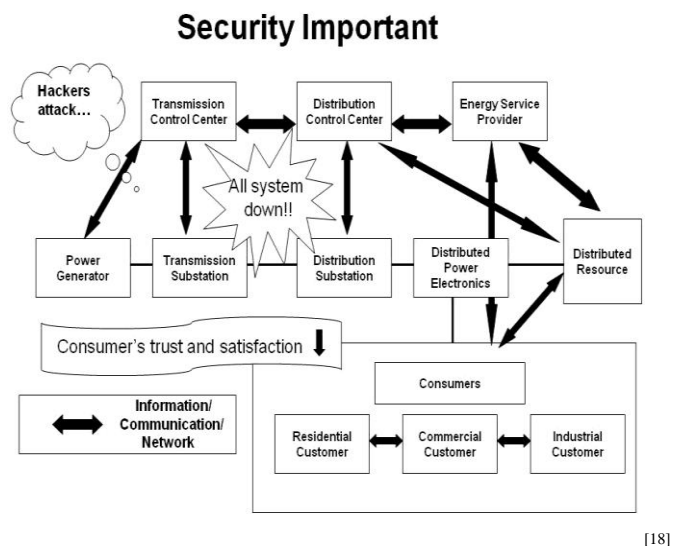 Security Important
Hackers
attack…
Transmission
Control Center
Distribution
Control Center
Energy Service
Provider
All system
down!!
Power
Generator
Transmission
Substation
Distribution
Substation
Distributed
Power
Electronics
Distributed
Resource
Consumer's trust and satisfaction
Consumers
Information/
Communication/
Network
Residential
Customer
Commercial
Customer
Industrial
Customer
[18]